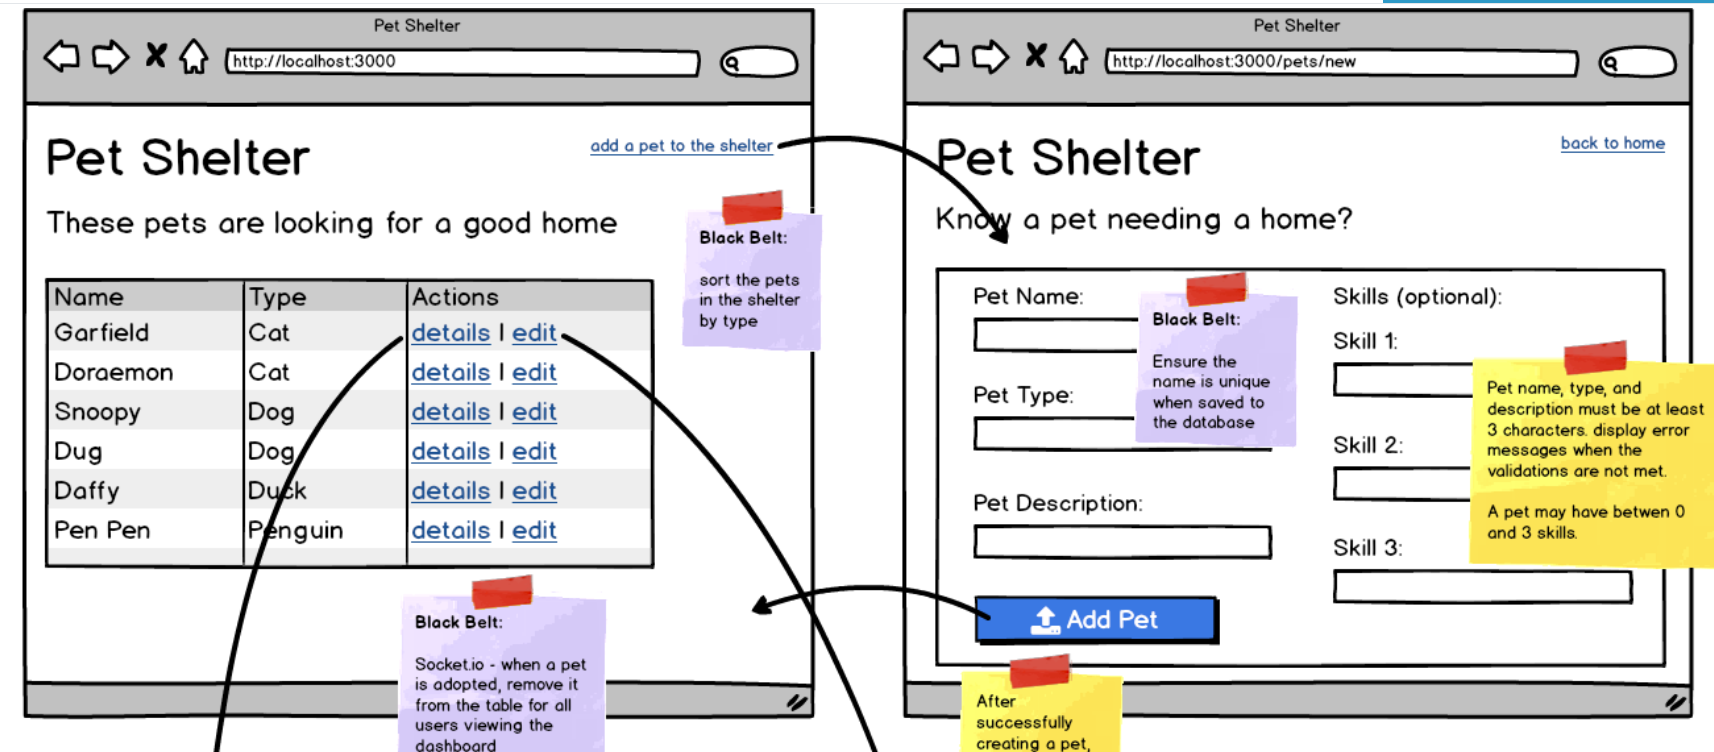 Pet Shelter
http://localhost:3000
Pet Shelter
add a pet to the shelter
These pets are looking for a good home
Black Belt:
sort the pets
in the shelter
by type
Name Type Actions
Garfield Cat details | edit
Doraemon Cat details | edit
Snoopy Dog details | edit
Dug Dog details | edit
Daffy Duck details | edit
Pen Pen Penguin details | edit
Black Belt:
Socket.io - when a pet
is adopted, remove it
from the table for all
users viewing the
dashboard
Pet Shelter
http://localhost:3000/pets/new
Pet Shelter
back to home
Know a pet needing a home?
Pet Name:
Black Belt:
Ensure the
name is unique
when saved to
the database
Pet Type:
Pet Description:
Add Pet
Skills (optional):
Skill 1:
Skill 2:
Skill 3:
Pet name, type, and
description must be at least
3 characters. display error
messages when the
validations are not met.
A pet may have betwen 0
and 3 skills.
After
successfully
creating a pet,